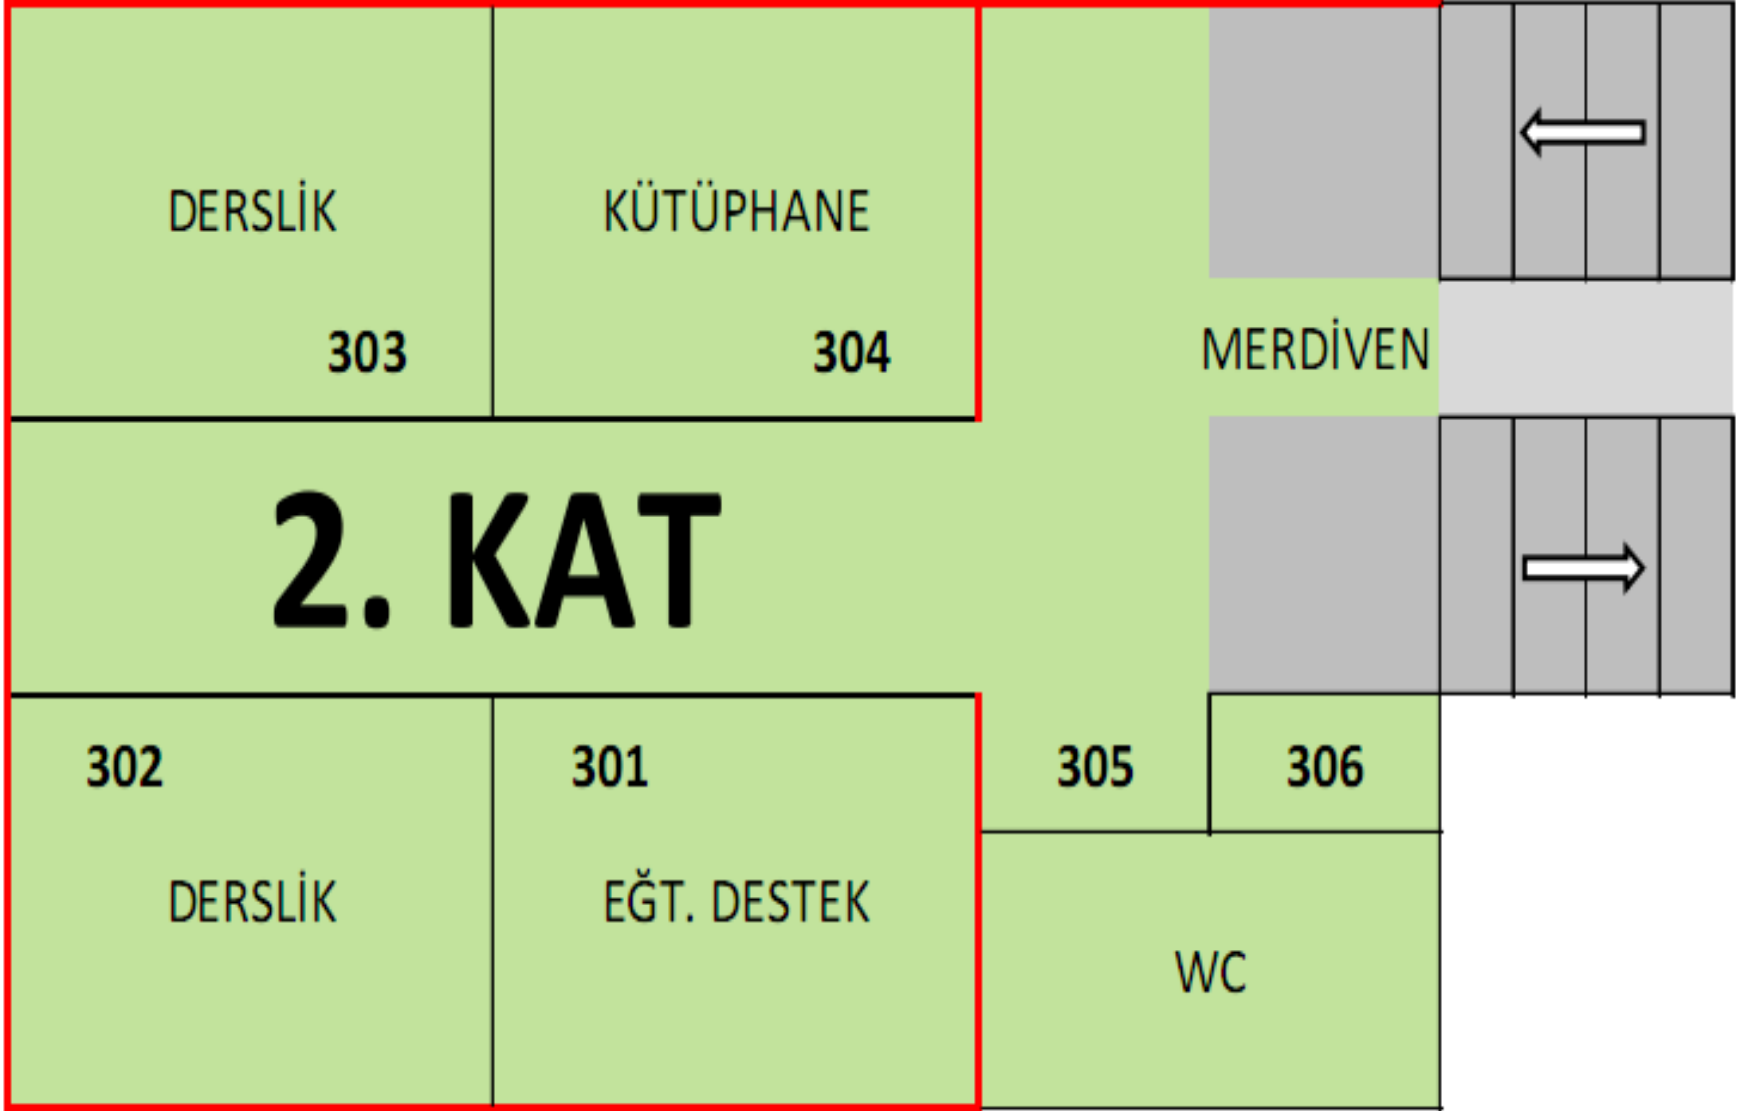 DERSLİK
303
KÜTÜPHANE
304
MERDİVEN
2. KAT
302
DERSLİK
301
EĞT. DESTEK
305
306
WC